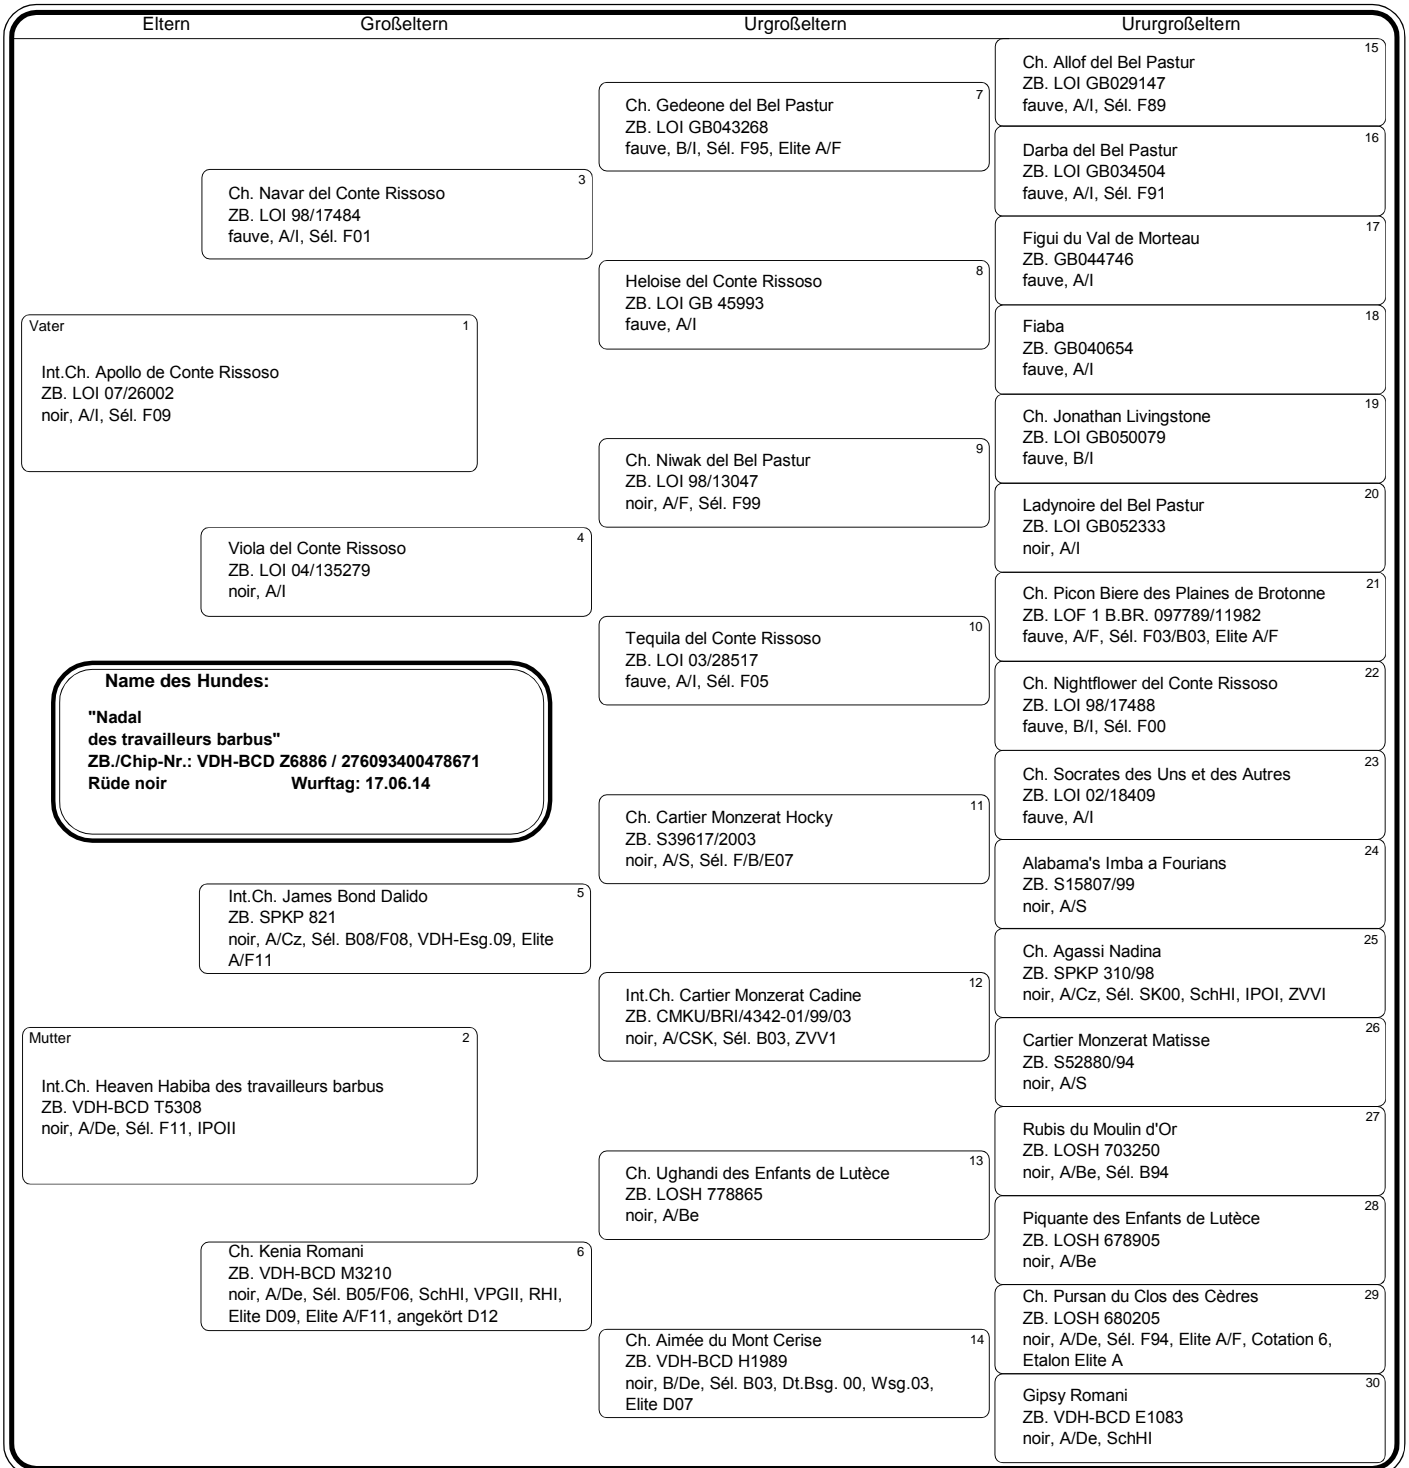 Eltern Großeltern Urgroßeltern Ururgroßeltern
Vater 1
Int.Ch. Apollo de Conte Rissoso
ZB. LOI 07/26002
noir, A/I, Sél. F09
Mutter 2
Int.Ch. Heaven Habiba des travailleurs barbus
ZB. VDH-BCD T5308
noir, A/De, Sél. F11, IPOII
Name des Hundes:
"Nadal
des travailleurs barbus"
ZB./Chip-Nr.: VDH-BCD Z6886 / 276093400478671
Rüde noir Wurftag: 17.06.14
3
Ch. Navar del Conte Rissoso
ZB. LOI 98/17484
fauve, A/I, Sél. F01
4
Viola del Conte Rissoso
ZB. LOI 04/135279
noir, A/I
5
Int.Ch. James Bond Dalido
ZB. SPKP 821
noir, A/Cz, Sél. B08/F08, VDH-Esg.09, Elite
A/F11
6
Ch. Kenia Romani
ZB. VDH-BCD M3210
noir, A/De, Sél. B05/F06, SchHI, VPGII, RHI,
Elite D09, Elite A/F11, angekört D12
7
Ch. Gedeone del Bel Pastur
ZB. LOI GB043268
fauve, B/I, Sél. F95, Elite A/F
8
Heloise del Conte Rissoso
ZB. LOI GB 45993
fauve, A/I
9
Ch. Niwak del Bel Pastur
ZB. LOI 98/13047
noir, A/F, Sél. F99
10
Tequila del Conte Rissoso
ZB. LOI 03/28517
fauve, A/I, Sél. F05
11
Ch. Cartier Monzerat Hocky
ZB. S39617/2003
noir, A/S, Sél. F/B/E07
12
Int.Ch. Cartier Monzerat Cadine
ZB. CMKU/BRI/4342-01/99/03
noir, A/CSK, Sél. B03, ZVV1
13
Ch. Ughandi des Enfants de Lutèce
ZB. LOSH 778865
noir, A/Be
14
Ch. Aimée du Mont Cerise
ZB. VDH-BCD H1989
noir, B/De, Sél. B03, Dt.Bsg. 00, Wsg.03,
Elite D07
15
Ch. Allof del Bel Pastur
ZB. LOI GB029147
fauve, A/I, Sél. F89
16
Darba del Bel Pastur
ZB. LOI GB034504
fauve, A/I, Sél. F91
17
Figui du Val de Morteau
ZB. GB044746
fauve, A/I
18
Fiaba
ZB. GB040654
fauve, A/I
19
Ch. Jonathan Livingstone
ZB. LOI GB050079
fauve, B/I
20
Ladynoire del Bel Pastur
ZB. LOI GB052333
noir, A/I
21
Ch. Picon Biere des Plaines de Brotonne
ZB. LOF 1 B.BR. 097789/11982
fauve, A/F, Sél. F03/B03, Elite A/F
22
Ch. Nightflower del Conte Rissoso
ZB. LOI 98/17488
fauve, B/I, Sél. F00
23
Ch. Socrates des Uns et des Autres
ZB. LOI 02/18409
fauve, A/I
24
Alabama's Imba a Fourians
ZB. S15807/99
noir, A/S
25
Ch. Agassi Nadina
ZB. SPKP 310/98
noir, A/Cz, Sél. SK00, SchHI, IPOI, ZVVI
26
Cartier Monzerat Matisse
ZB. S52880/94
noir, A/S
27
Rubis du Moulin d'Or
ZB. LOSH 703250
noir, A/Be, Sél. B94
28
Piquante des Enfants de Lutèce
ZB. LOSH 678905
noir, A/Be
29
Ch. Pursan du Clos des Cèdres
ZB. LOSH 680205
noir, A/De, Sél. F94, Elite A/F, Cotation 6,
Etalon Elite A
30
Gipsy Romani
ZB. VDH-BCD E1083
noir, A/De, SchHI